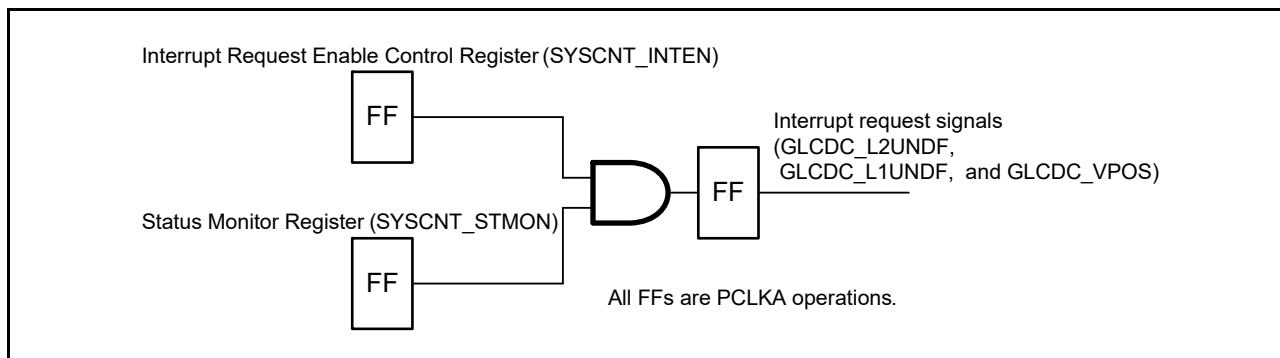 Interrupt Request Enable Control Register (SYSCNT_INTEN)
FF
Interrupt request signals
(GLCDC_L2UNDF,
GLCDC_L1UNDF, and GLCDC_VPOS)
FF
Status Monitor Register (SYSCNT_STMON)
FF
All FFs are PCLKA operations.